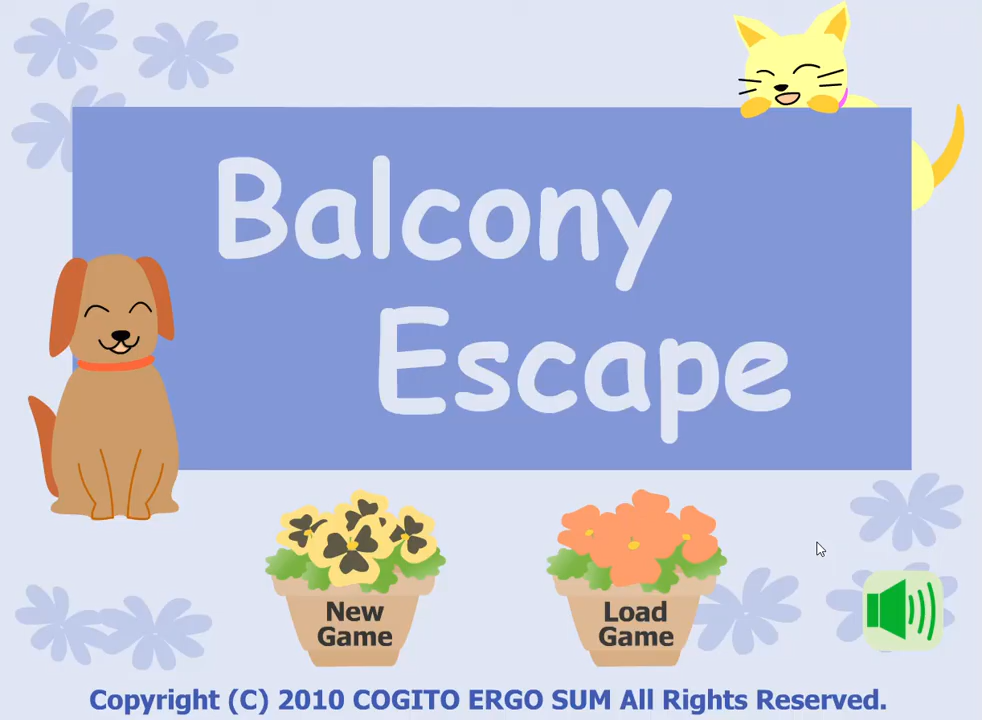 Balcony
Escape
New
Game
Load
Game
Copyright (C) 2010 COGITO ERGO SUM All Rights Reserved.